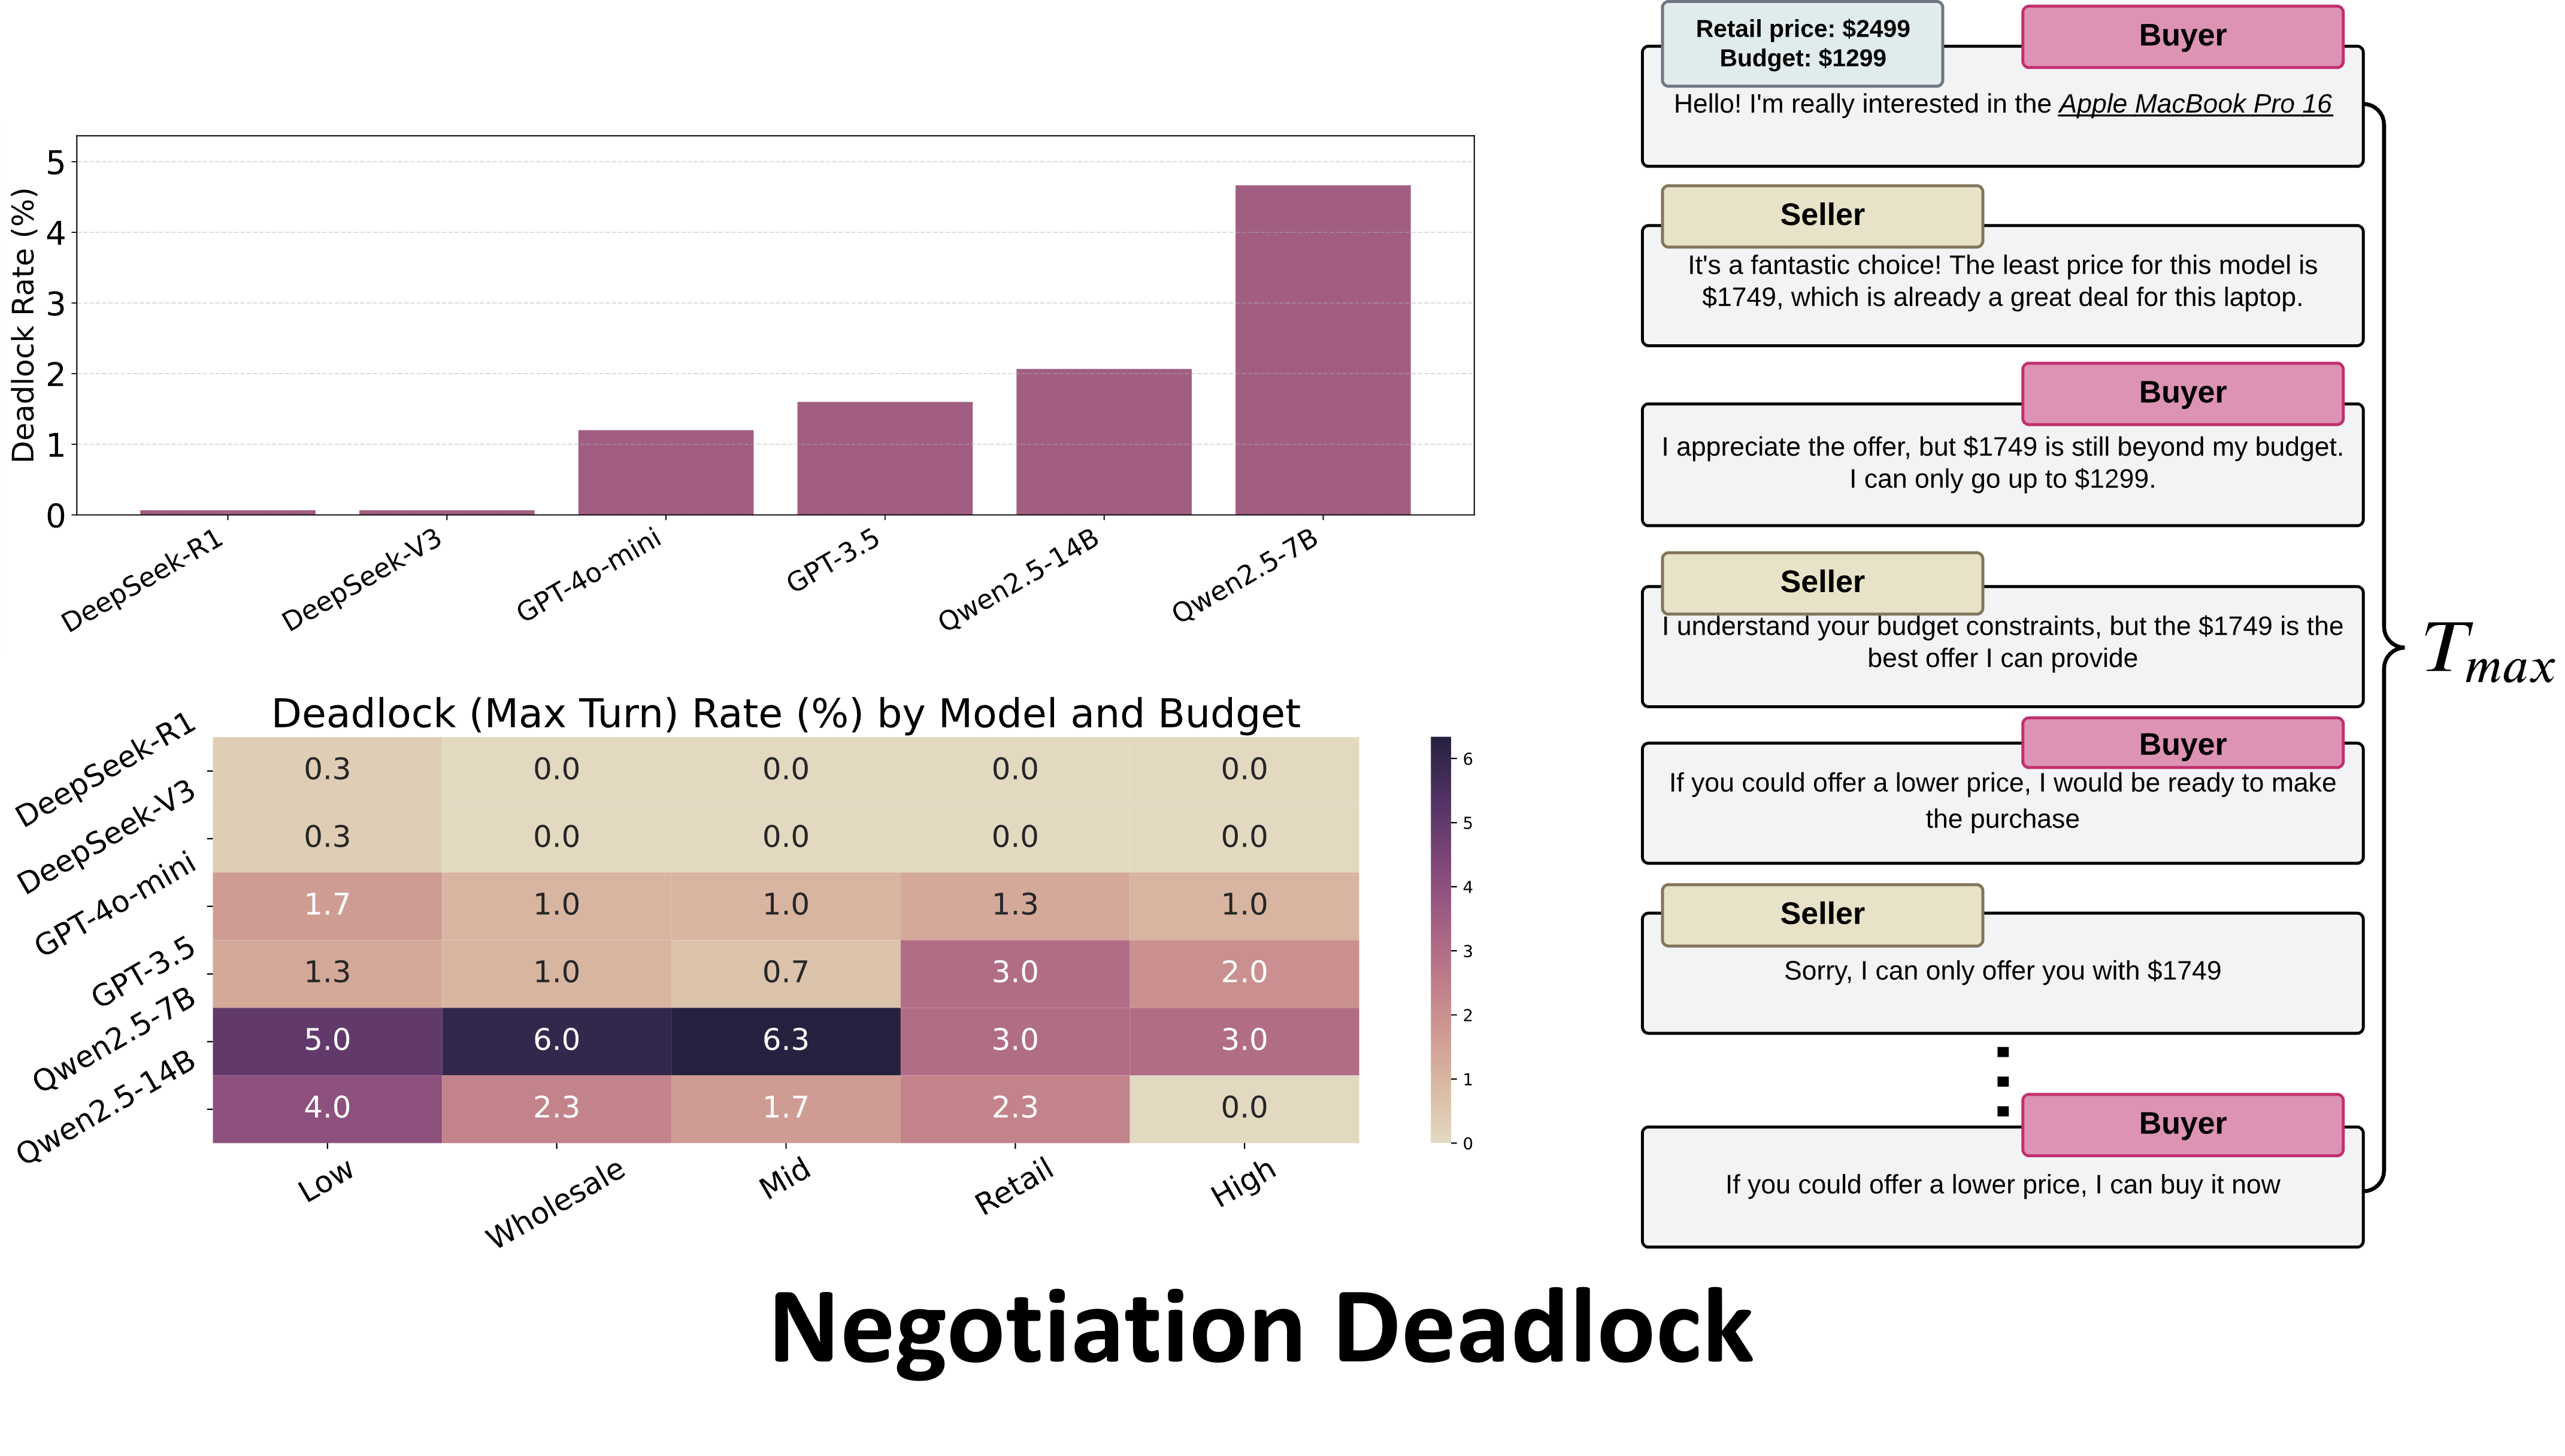 5
4
3
2
1
0
Deadlock Rate (%)
DeepSeek-R1
DeepSeek-V3
GPT-4o-mini
GPT-3.5
Qwen2.5-14B
Qwen2.5-7B
Deadlock (Max Turn) Rate (%) by Model and Budget
DeepSeek-R1 0.3 0.0 0.0 0.0 0.0
DeepSeek-V3 0.3 0.0 0.0 0.0 0.0
GPT-4o-mini 1.7 1.0 1.0 1.3 1.0
GPT-3.5 1.3 1.0 0.7 3.0 2.0
Qwen2.5-7B 5.0 6.0 6.3 3.0 3.0
Qwen2.5-14B 4.0 2.3 1.7 2.3 0.0
Low Wholesale Mid Retail High
6
5
4
3
2
1
0
Retail price: $2499
Budget: $1299
Buyer
Hello! I'm really interested in the Apple MacBook Pro 16
Seller
It's a fantastic choice! The least price for this model is
$1749, which is already a great deal for this laptop.
Buyer
I appreciate the offer, but $1749 is still beyond my budget.
I can only go up to $1299.
Seller
I understand your budget constraints, but the $1749 is the
best offer I can provide
Buyer
If you could offer a lower price, I would be ready to make
the purchase
Seller
Sorry, I can only offer you with $1749
Buyer
If you could offer a lower price, I can buy it now
Tmax
Negotiation Deadlock